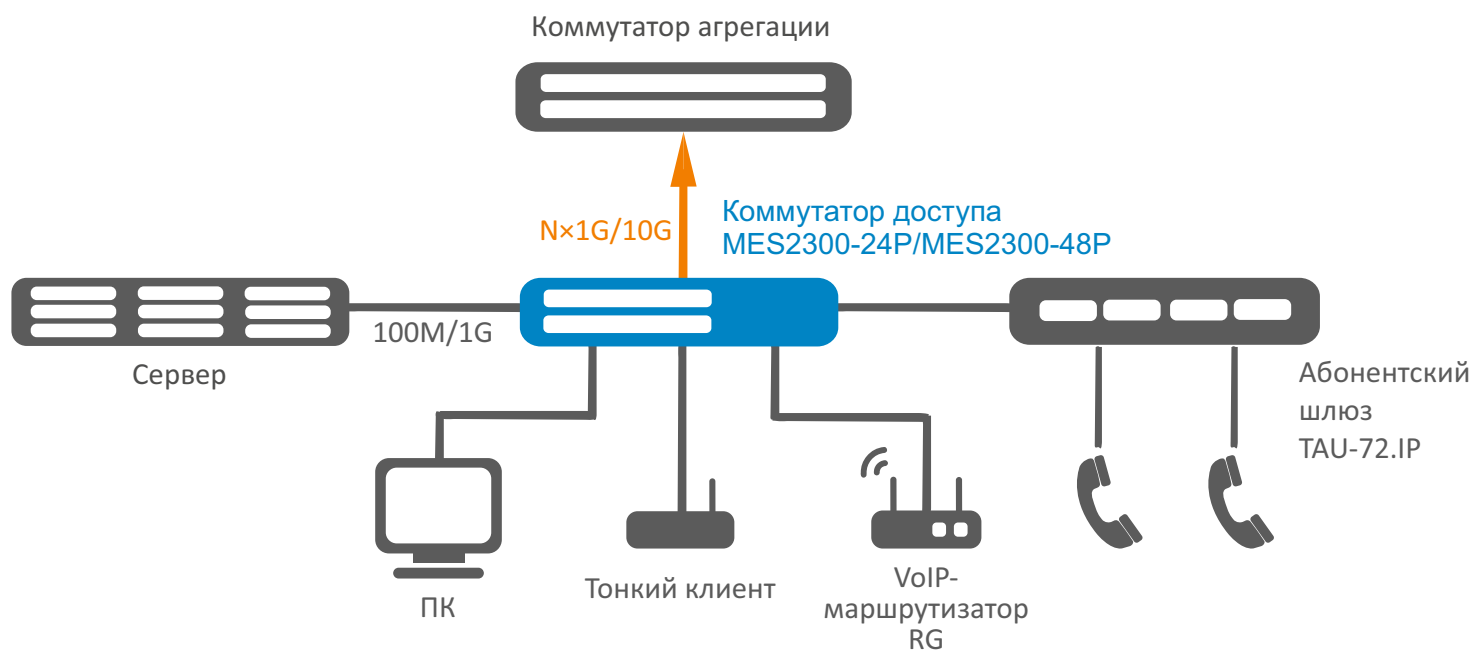 Коммутатор агрегации
N×1G/10G
Коммутатор доступа
MES2300-24P/MES2300-48P
100M/1G
Сервер
Абонентский
шлюз
TAU-72.IP
ПК
Тонкий клиент
VoIP-
маршрутизатор
RG